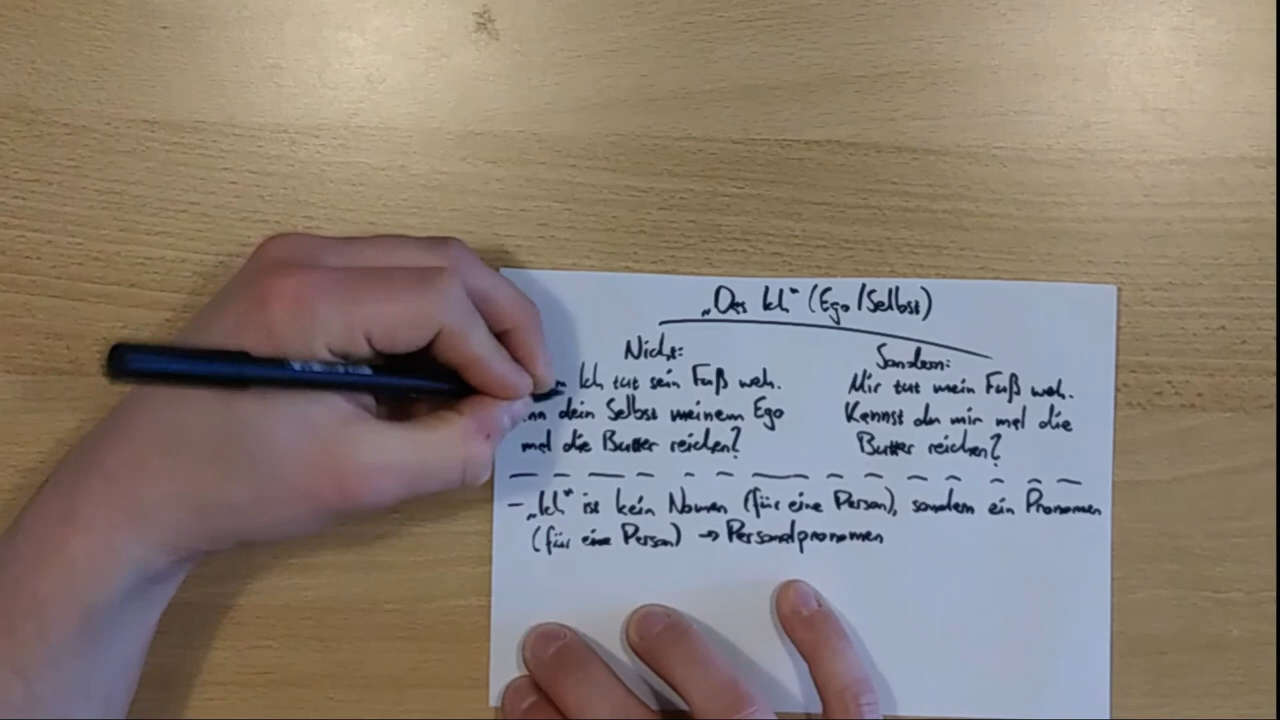 „Das Ich" (Ego/Selbst)
Nicht:
Ich tut sein Fuß weh.
dein Selbst meinem Ego
mal die Butter reichen?
Sondern:
Mir tut mein Fuß weh.
Kannst du mir mal die
Butter reichen?
- „Ich" ist kein Nomen (für eine Person), sondern ein Pronomen
(für eine Person) → Personalpronomen